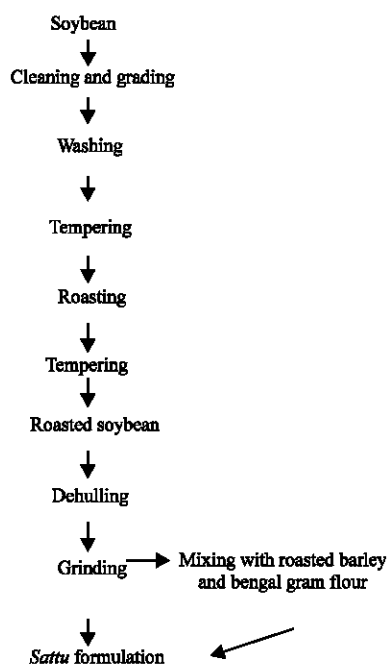 Soybean
Cleaning and grading
Washing
Tempering
Roasting
Tempering
Roasted soybean
Dehulling
Grinding
Mixing with roasted barley
and bengal gram flour
Sattu formulation